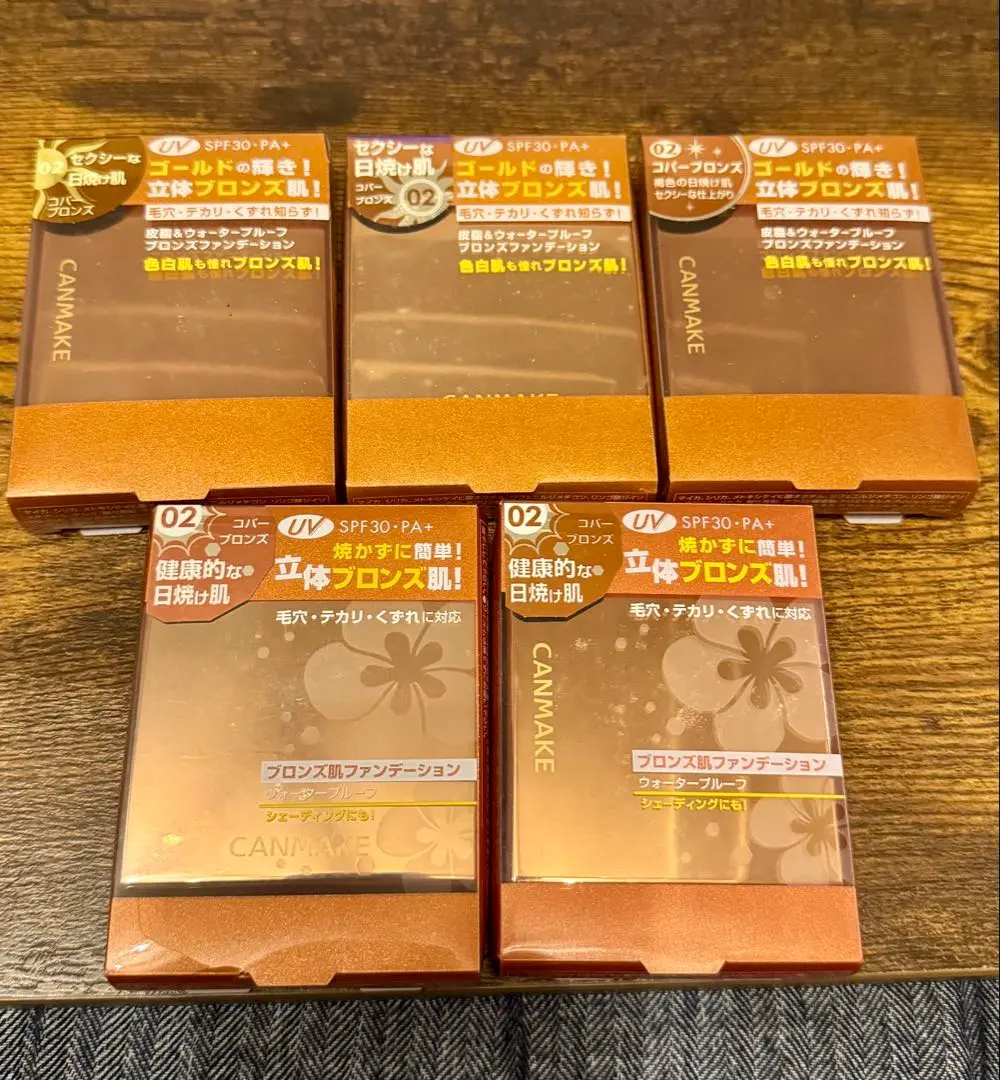 02 セクシーな
日焼け肌
コパー
ブロンズ
UV SPF30・PA+
ゴールドの輝き!
立体ブロンズ肌!
毛穴・テカリ・くずれ知らず!
皮脂&ウォータープルーフ
ブロンズファンデーション
色白肌も憧れブロンズ肌!
CANMAKE
セクシーな
日焼け肌
コパー
ブロンズ 02
UV SPF30・PA+
ゴールドの輝き!
立体ブロンズ肌!
毛穴・テカリ・くずれ知らず!
皮脂&ウォータープルーフ
ブロンズファンデーション
色白肌も憧れブロンズ肌!
CANMAKE
02
コパーブロンズ
褐色の日焼け肌
セクシーな仕上がり
UV SPF30・PA+
ゴールドの輝き!
立体ブロンズ肌!
毛穴・テカリ・くずれ知らず!
皮脂&ウォータープルーフ
ブロンズファンデーション
色白肌も憧れブロンズ肌!
CANMAKE
マイカ、シリカ、メトキシケイヒ酸
02 コパー
ブロンズ
健康的な
日焼け肌
UV SPF30・PA+
焼かずに簡単!
立体ブロンズ肌!
毛穴・テカリ・くずれに対応
ブロンズ肌ファンデーション
ウォータープルーフ
シェーディングにも!
CANMAKE
02 コパー
ブロンズ
健康的な
日焼け肌
UV SPF30・PA+
焼かずに簡単!
立体ブロンズ肌!
毛穴・テカリ・くずれに対応
CANMAKE
ブロンズ肌ファンデーション
ウォータープルーフ
シェーディングにも!